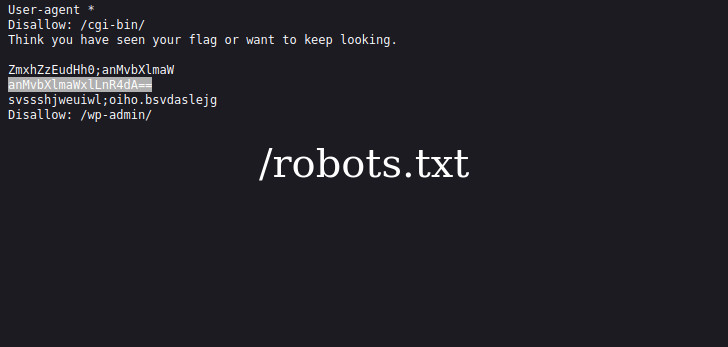 User-agent *
Disallow: /cgi-bin/
Think you have seen your flag or want to keep looking.
ZmxhZzEudHh0;anMvbXlmaW
anMvbXlmaWxlLnR4dA==
svssshjweuiwl;oiho.bsvdaslejg
Disallow: /wp-admin/
/robots.txt